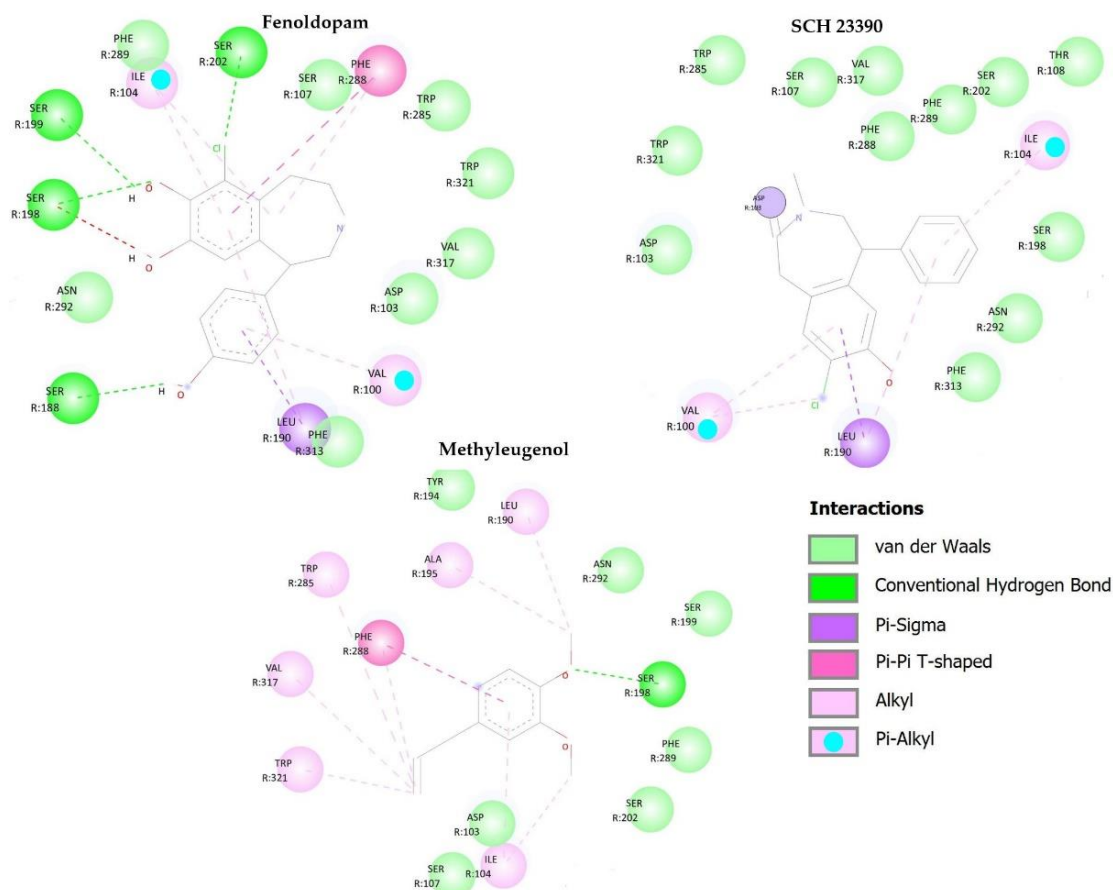 Fenoldopam
PHE
R:289
ILE
R:104
SER
R:202
SER
R:107
PHE
R:288
TRP
R:285
SER
R:199
TRP
R:321
SER
R:198
VAL
R:317
ASN
R:292
ASP
R:103
SER
R:188
VAL
R:100
LEU
R:190
PHE
R:313
Cl
O
H
O
H
N
H
O
SCH 23390
TRP
R:285
SER
R:107
VAL
R:317
PHE
R:288
PHE
R:289
SER
R:202
THR
R:108
ILE
R:104
TRP
R:321
ASP
R:103
N
ASP
R:103
SER
R:198
ASN
R:292
PHE
R:313
VAL
R:100
LEU
R:190
Cl
O
Methyleugenol
TYR
R:194
LEU
R:190
ALA
R:195
TRP
R:285
ASN
R:292
SER
R:199
PHE
R:288
VAL
R:317
SER
R:198
O
O
TRP
R:321
PHE
R:289
SER
R:202
ASP
R:103
SER
R:107
ILE
R:104
Interactions
van der Waals
Conventional Hydrogen Bond
Pi-Sigma
Pi-Pi T-shaped
Alkyl
Pi-Alkyl